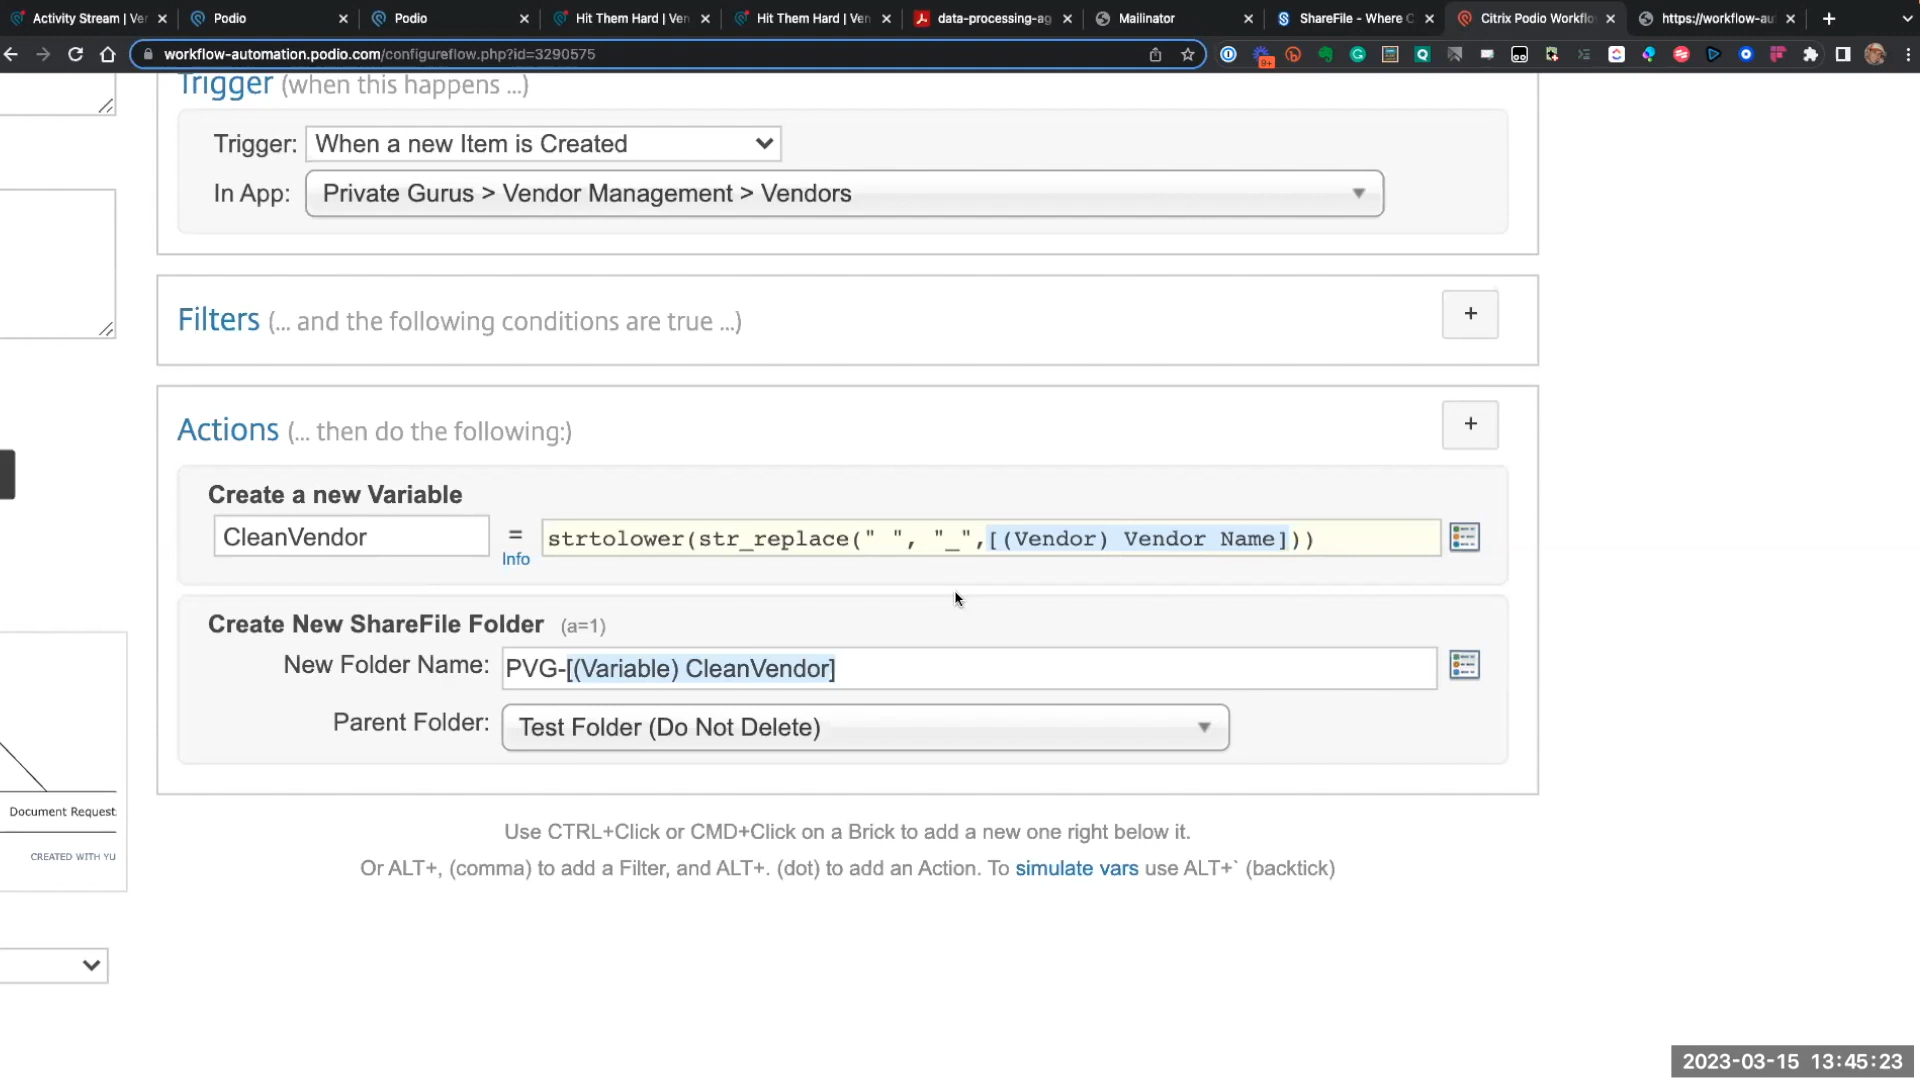 Activity Stream | Ver
Podio
Podio
Hit Them Hard | Ven
Hit Them Hard | Ven
data-processing-ag
Mailinator
ShareFile - Where C
Citrix Podio Workflo
https://workflow-au
workflow-automation.podio.com/configureflow.php?id=3290575
9+
Trigger (when this happens ...)
Trigger: When a new Item is Created
In App: Private Gurus > Vendor Management > Vendors
Filters (... and the following conditions are true ...)
+
Actions (... then do the following:)
+
Create a new Variable
CleanVendor = strtolower(str_replace(" ", "_",[(Vendor) Vendor Name]))
Info
Create New ShareFile Folder (a=1)
New Folder Name: PVG-[(Variable) CleanVendor]
Parent Folder: Test Folder (Do Not Delete)
Document Request
CREATED WITH YU
Use CTRL+Click or CMD+Click on a Brick to add a new one right below it.
Or ALT+, (comma) to add a Filter, and ALT+. (dot) to add an Action. To simulate vars use ALT+` (backtick)
2023-03-15 13:45:23